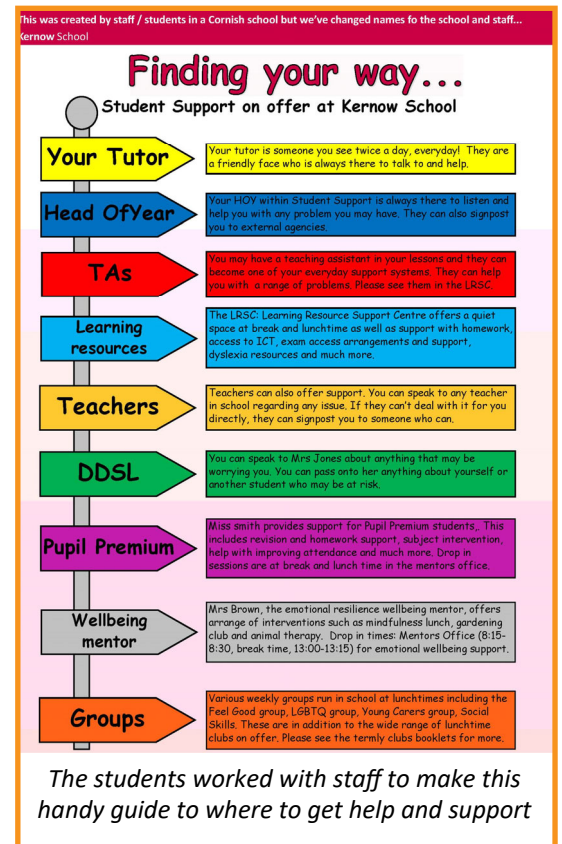 This was created by staff / students in a Cornish school but we've changed names fo the school and staff...
Kernow School
Finding your way...
Student Support on offer at Kernow School
Your Tutor
Your tutor is someone you see twice a day, everyday! They are
a friendly face who is always there to talk to and help.
Head OfYear
Your HOY within Student Support is always there to listen and
help you with any problem you may have. They can also signpost
you to external agencies.
TAs
You may have a teaching assistant in your lessons and they can
become one of your everyday support systems. They can help
you with a range of problems. Please see them in the LRSC.
Learning
resources
The LRSC: Learning Resource Support Centre offers a quiet
space at break and lunchtime as well as support with homework,
access to ICT, exam access arrangements and support,
dyslexia resources and much more.
Teachers
Teachers can also offer support. You can speak to any teacher
in school regarding any issue. If they can't deal with it for you
directly, they can signpost you to someone who can.
DDSL
You can speak to Mrs Jones about anything that may be
worrying you. You can pass onto her anything about yourself or
another student who may be at risk.
Pupil Premium
Miss smith provides support for Pupil Premium students,. This
includes revision and homework support, subject intervention,
help with improving attendance and much more. Drop in
sessions are at break and lunch time in the mentors office.
Wellbeing
mentor
Mrs Brown, the emotional resilience wellbeing mentor, offers
arrange of interventions such as mindfulness lunch, gardening
club and animal therapy. Drop in times: Mentors Office (8:15-
8:30, break time, 13:00-13:15) for emotional wellbeing support.
Groups
Various weekly groups run in school at lunchtimes including the
Feel Good group, LGBTQ group, Young Carers group, Social
Skills. These are in addition to the wide range of lunchtime
clubs on offer. Please see the termly clubs booklets for more.
The students worked with staff to make this
handy guide to where to get help and support